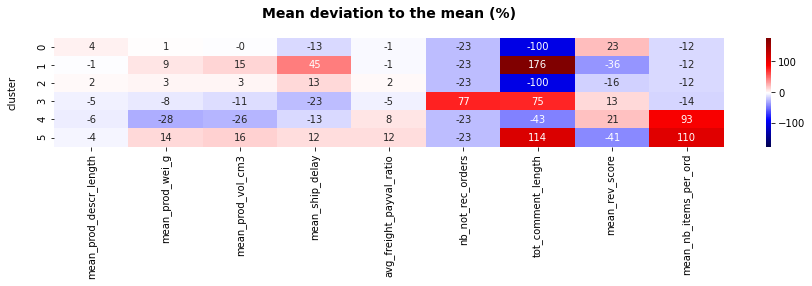 Mean deviation to the mean (%)
cluster
0 4 1 -0 -13 -1 -23 -100 23 -12
1 -1 9 15 45 -1 -23 176 -36 -12
2 2 3 3 13 2 -23 -100 -16 -12
3 -5 -8 -11 -23 -5 77 75 13 -14
4 -6 -28 -26 -13 8 -23 -43 21 93
5 -4 14 16 12 12 -23 114 -41 110
mean_prod_descr_length
mean_prod_wei_g
mean_prod_vol_cm3
mean_ship_delay
avg_freight_payval_ratio
nb_not_rec_orders
tot_comment_length
mean_rev_score
mean_nb_items_per_ord
100
0
−100